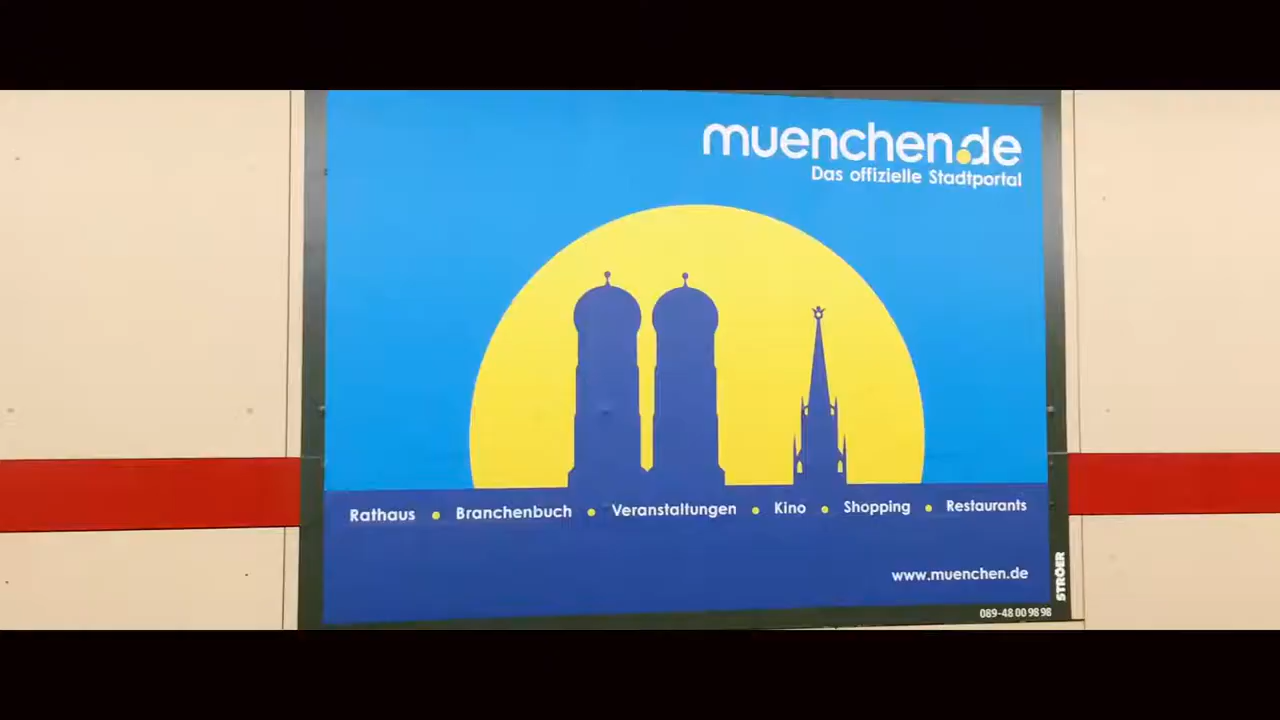 muenchen.de
Das offizielle Stadtportal
Rathaus • Branchenbuch • Veranstaltungen • Kino • Shopping • Restaurants
www.muenchen.de
STRÖER
089-48 00 98 98